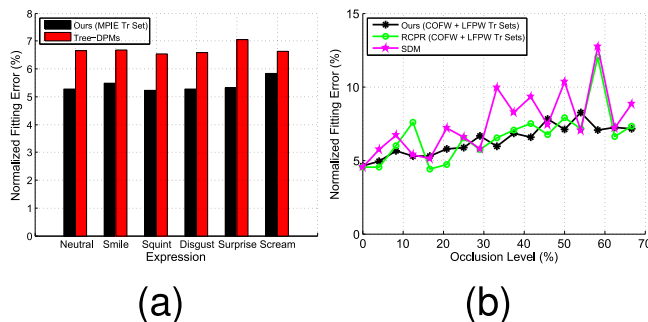 8
7
6
5
4
3
2
1
0
Normalized Fitting Error (%)
Ours (MPIE Tr Set)
Tree-DPMs
Neutral Smile Squint Disgust Surprise Scream
Expression
(a)
15%
10%
5%
0%
Normalized Fitting Error (%)
Ours (COFW + LFPW Tr Sets)
RCPR (COFW + LFPW Tr Sets)
SDM
0 10 20 30 40 50 60 70
Occlusion Level (%)
(b)